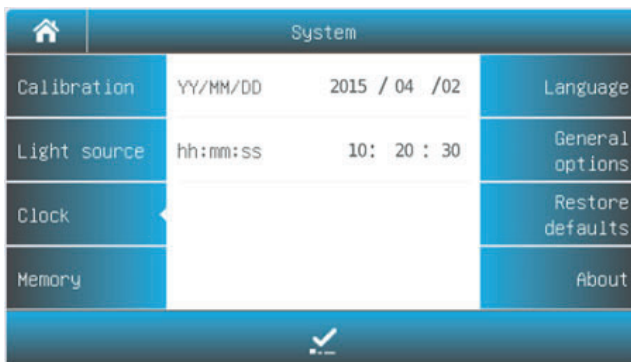 System
Calibration
YY/MM/DD 2015 / 04 /02
Language
Light source
hh:mm:ss 10: 20 : 30
General
options
Clock
Restore
defaults
Memory
About